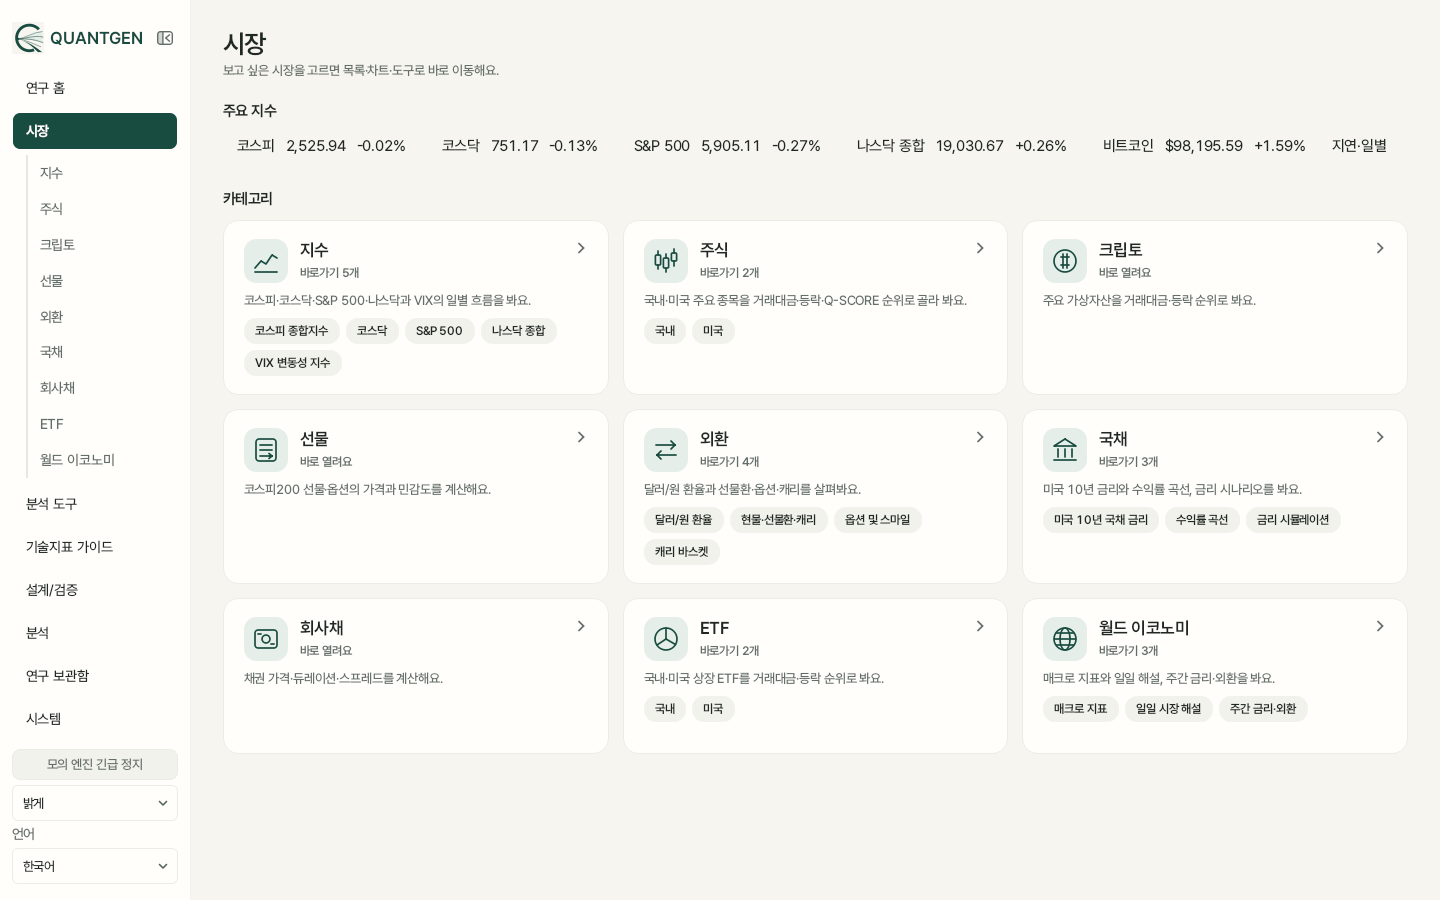 QUANTGEN
연구 홈
시장
지수
주식
크립토
선물
외환
국채
회사채
ETF
월드 이코노미
분석 도구
기술지표 가이드
설계/검증
분석
연구 보관함
시스템
모의 엔진 긴급 정지
밝게
언어
한국어
시장
보고 싶은 시장을 고르면 목록·차트·도구로 바로 이동해요.
주요 지수
코스피 2,525.94 -0.02% 코스닥 751.17 -0.13% S&P 500 5,905.11 -0.27% 나스닥 종합 19,030.67 +0.26% 비트코인 $98,195.59 +1.59% 지연·일별
카테고리
지수
바로가기 5개
코스피·코스닥·S&P 500·나스닥과 VIX의 일별 흐름을 봐요.
코스피 종합지수 코스닥 S&P 500 나스닥 종합
VIX 변동성 지수
주식
바로가기 2개
국내·미국 주요 종목을 거래대금·등락·Q-SCORE 순위로 골라 봐요.
국내 미국
크립토
바로 열려요
주요 가상자산을 거래대금·등락 순위로 봐요.
선물
바로 열려요
코스피200 선물·옵션의 가격과 민감도를 계산해요.
외환
바로가기 4개
달러/원 환율과 선물환·옵션·캐리를 살펴봐요.
달러/원 환율 현물·선물환·캐리 옵션 및 스마일
캐리 바스켓
국채
바로가기 3개
미국 10년 금리와 수익률 곡선, 금리 시나리오를 봐요.
미국 10년 국채 금리 수익률 곡선 금리 시뮬레이션
회사채
바로 열려요
채권 가격·듀레이션·스프레드를 계산해요.
ETF
바로가기 2개
국내·미국 상장 ETF를 거래대금·등락 순위로 봐요.
국내 미국
월드 이코노미
바로가기 3개
매크로 지표와 일일 해설, 주간 금리·외환을 봐요.
매크로 지표 일일 시장 해설 주간 금리·외환